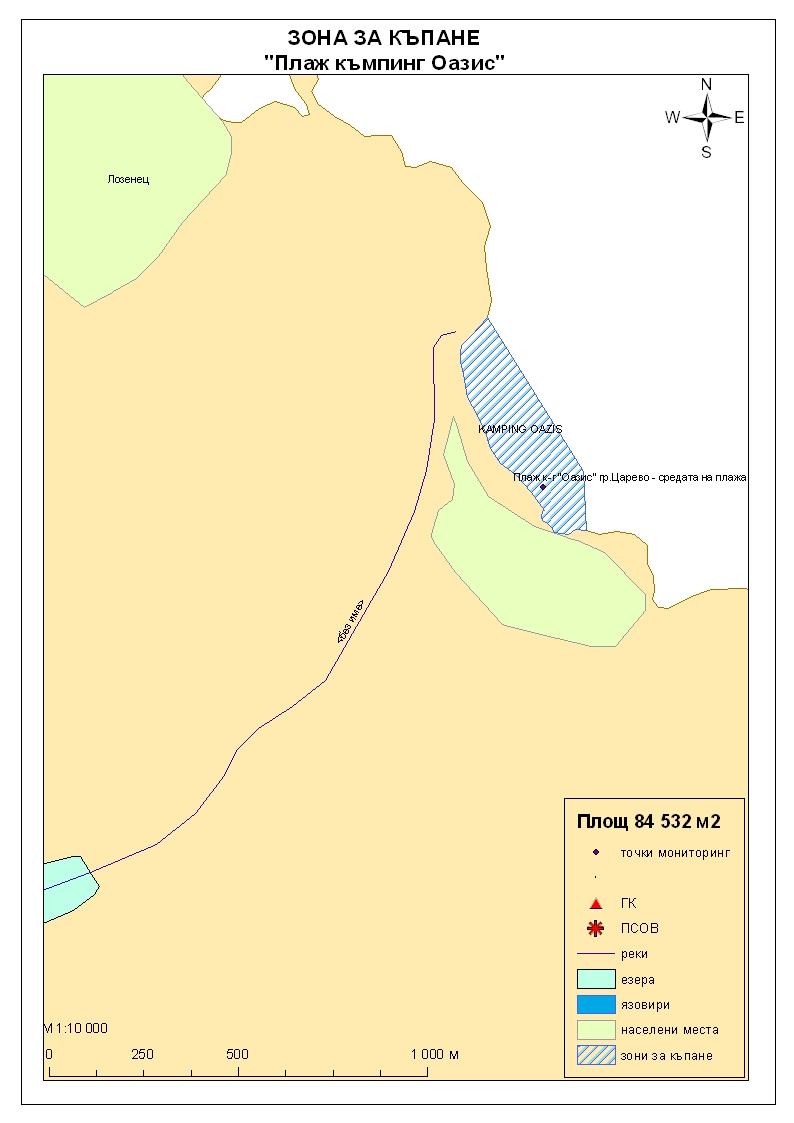 ЗОНА ЗА КЪПАНЕ
"Плаж къмпинг Оазис"
N
W E
S
Лозенец
KAMPING OAZIS
Плаж к-г"Оазис" гр.Царево - средата на плажа
<без име>
Площ 84 532 м2
точки мониторинг
ГК
ПСОВ
реки
езера
язовири
населени места
зони за къпане
М 1:10 000
0 250 500 1 000 м